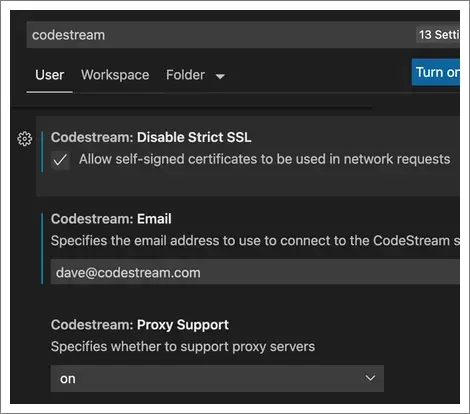 codestream
13 Setti
User Workspace Folder
Turn on
Codestream: Disable Strict SSL
Allow self-signed certificates to be used in network requests
Codestream: Email
Specifies the email address to use to connect to the CodeStream s
dave@codestream.com
Codestream: Proxy Support
Specifies whether to support proxy servers
on